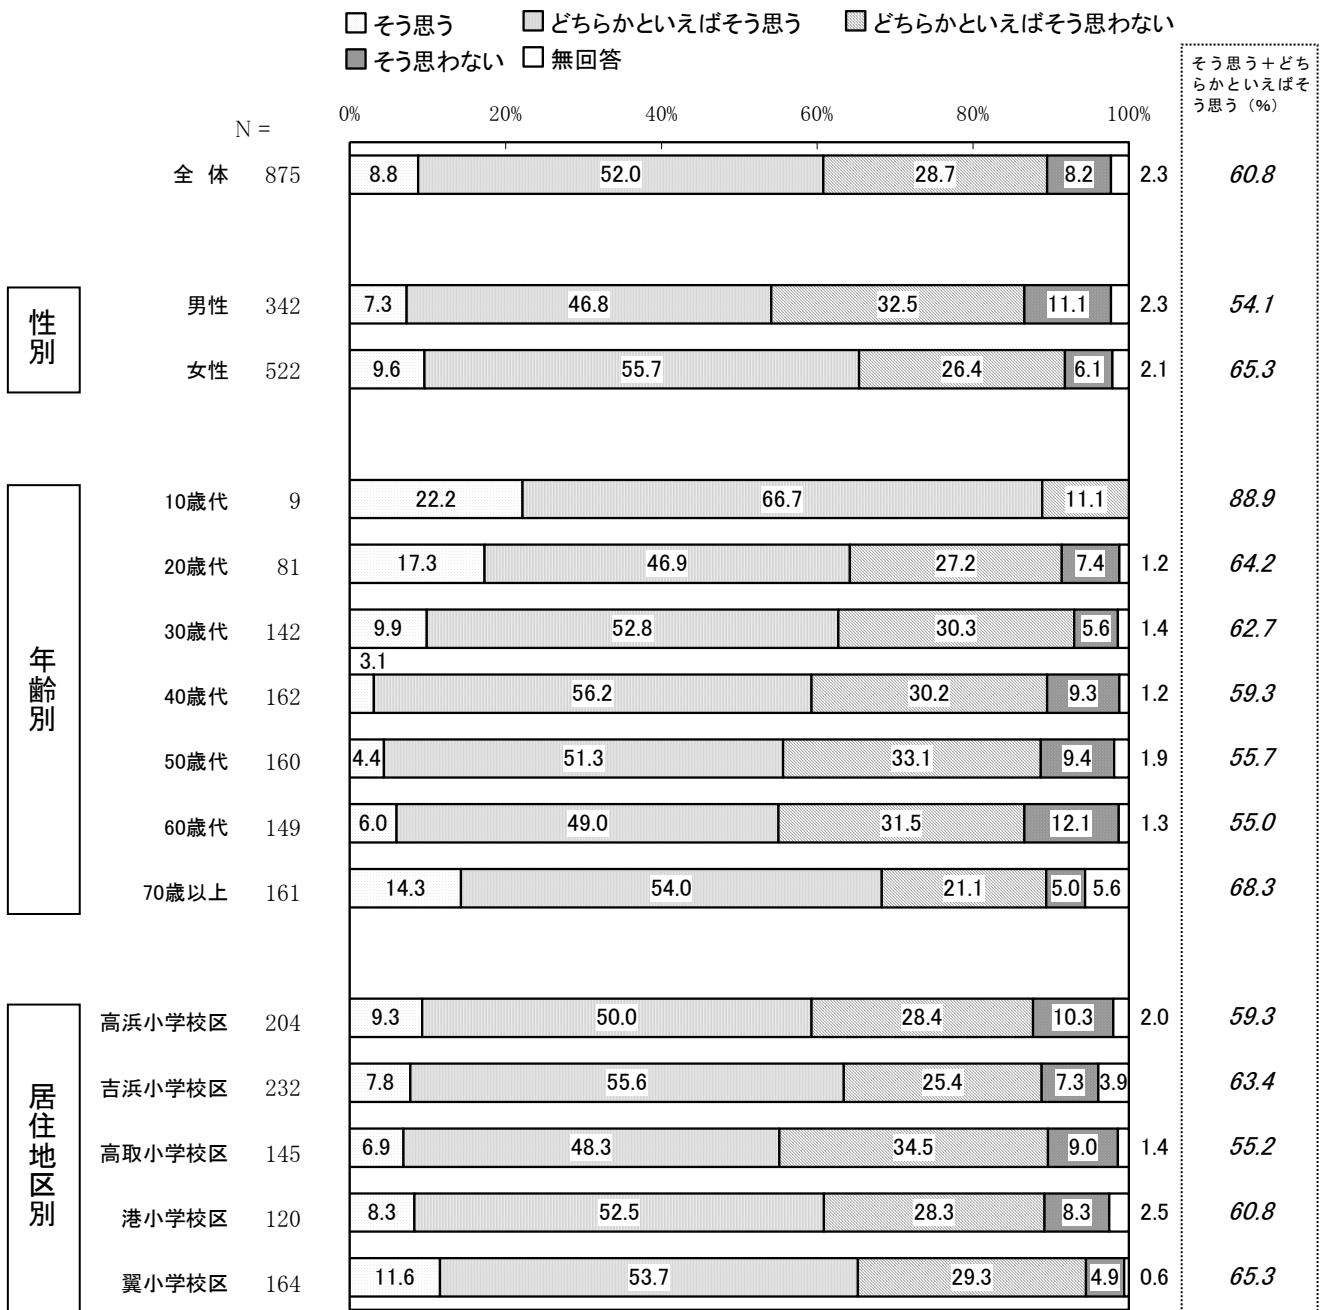 そう思う どちらかといえばそう思う どちらかといえばそう思わない
そう思わない 無回答
そう思う＋どち
らかといえばそ
う思う（%）
0% 20% 40% 60% 80% 100%
N =
全 体 875 8.8 52.0 28.7 8.2 2.3 60.8
性別
男性 342 7.3 46.8 32.5 11.1 2.3 54.1
女性 522 9.6 55.7 26.4 6.1 2.1 65.3
年齢別
10歳代 9 22.2 66.7 11.1 88.9
20歳代 81 17.3 46.9 27.2 7.4 1.2 64.2
30歳代 142 9.9 52.8 30.3 5.6 1.4 62.7
3.1
40歳代 162 56.2 30.2 9.3 1.2 59.3
50歳代 160 4.4 51.3 33.1 9.4 1.9 55.7
60歳代 149 6.0 49.0 31.5 12.1 1.3 55.0
70歳以上 161 14.3 54.0 21.1 5.0 5.6 68.3
居住地区別
高浜小学校区 204 9.3 50.0 28.4 10.3 2.0 59.3
吉浜小学校区 232 7.8 55.6 25.4 7.3 3.9 63.4
高取小学校区 145 6.9 48.3 34.5 9.0 1.4 55.2
港小学校区 120 8.3 52.5 28.3 8.3 2.5 60.8
翼小学校区 164 11.6 53.7 29.3 4.9 0.6 65.3